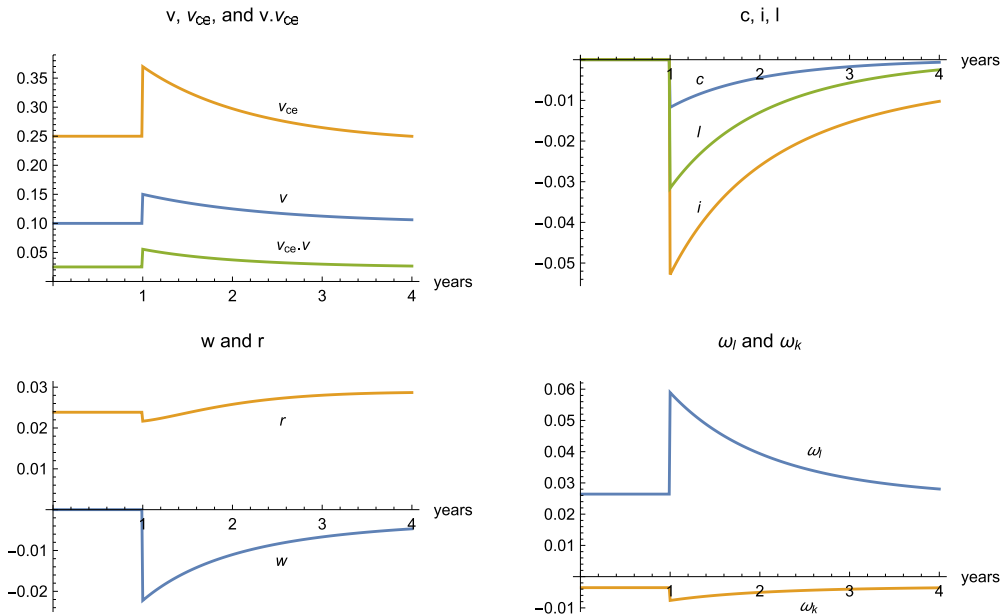 v, v_ce, and v.v_ce
0.35
0.30
0.25
0.20
0.15
0.10
0.05
v_ce
v
v_ce.v
1 2 3 4
years
c, i, l
years
1 2 3 4
−0.01
−0.02
−0.03
−0.04
−0.05
c
l
i
w and r
0.03
0.02
0.01
−0.01
−0.02
r
years
1 2 3 4
w
ω_l and ω_k
0.06
0.05
0.04
0.03
0.02
0.01
−0.01
ω_l
years
1 2 3 4
ω_k